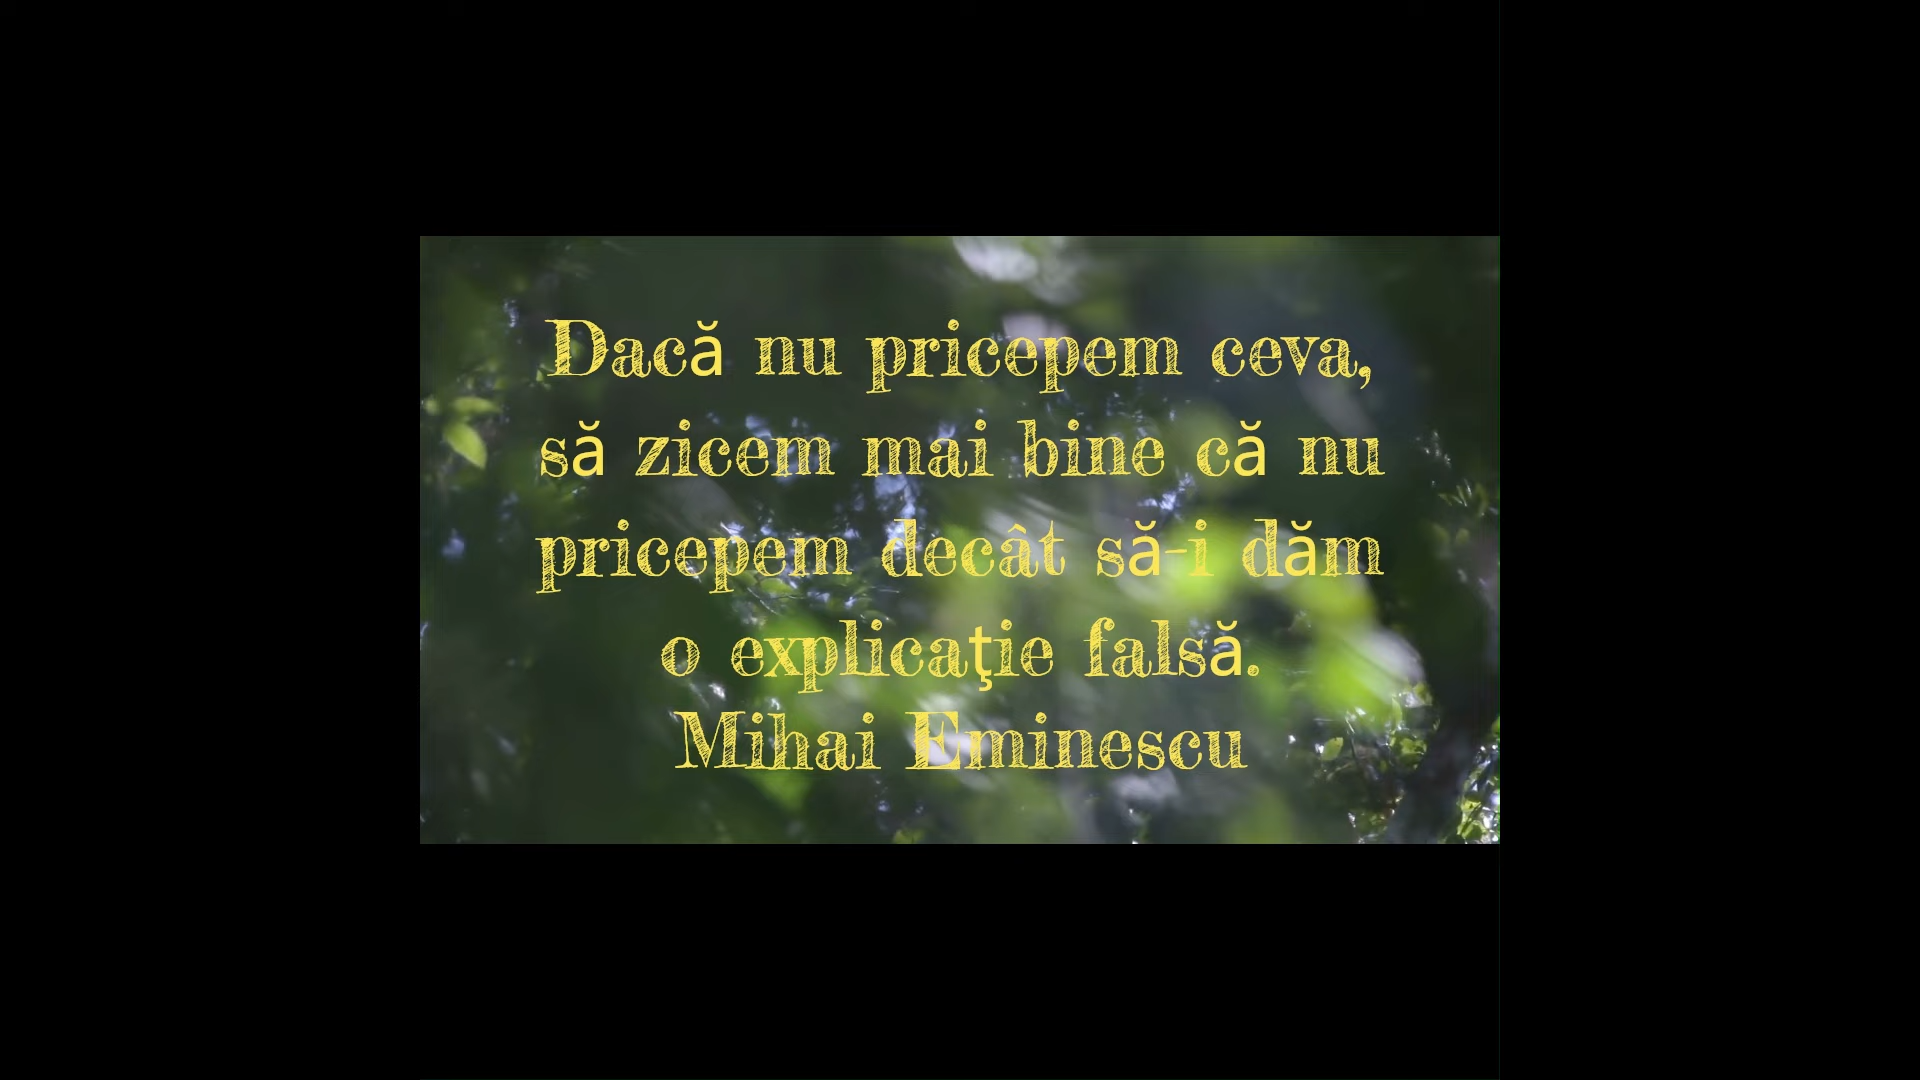 Dacă nu pricepem ceva,
să zicem mai bine că nu
pricepem decât să-i dăm
o explicaţie falsă.
Mihai Eminescu